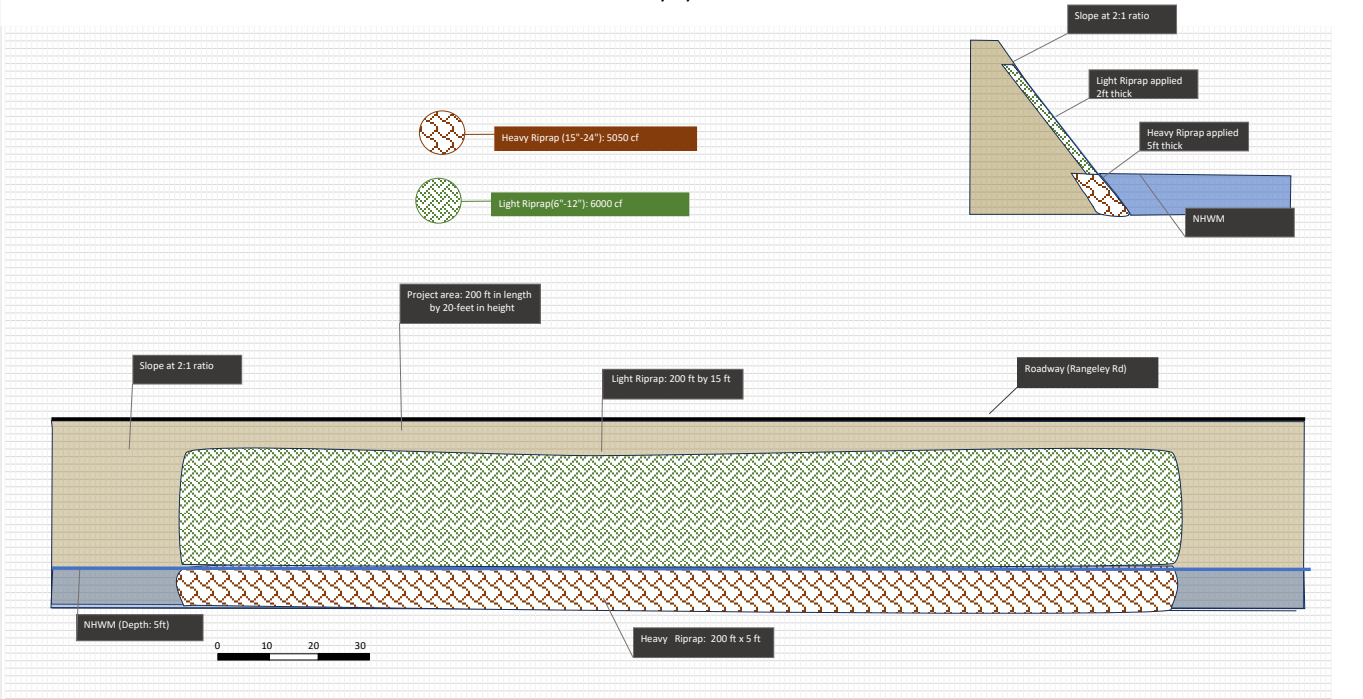 Slope at 2:1 ratio
Light Riprap applied
2ft thick
Heavy Riprap applied
5ft thick
NHWM
Heavy Riprap (15"-24"): 5050 cf
Light Riprap(6"-12"): 6000 cf
Project area: 200 ft in length
by 20-feet in height
Slope at 2:1 ratio
Light Riprap: 200 ft by 15 ft
Roadway (Rangeley Rd)
NHWM (Depth: 5ft)
0 10 20 30
Heavy Riprap: 200 ft x 5 ft